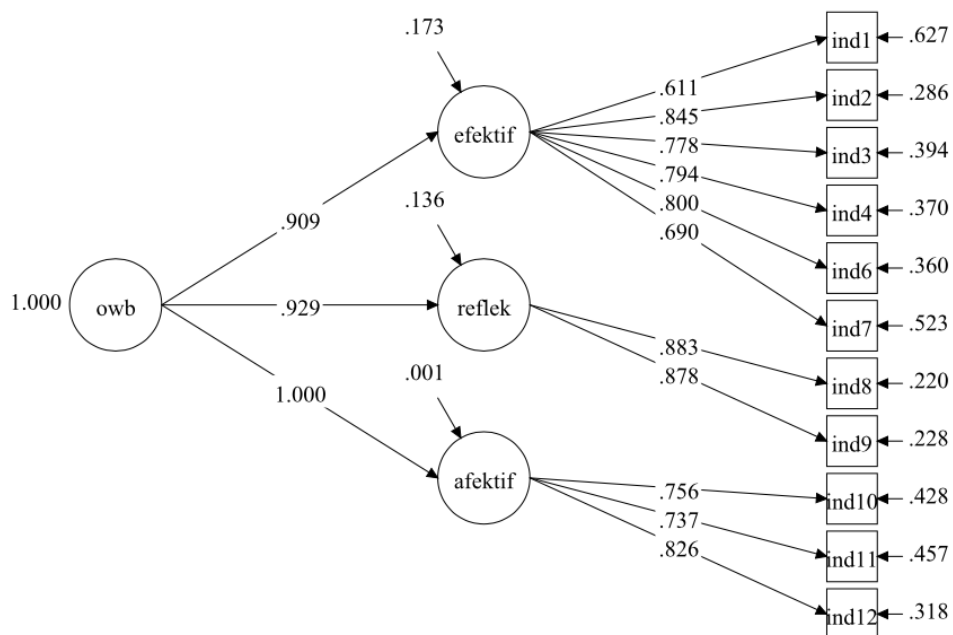 .173
ind1
.627
.611
ind2
.286
.845
efektif
ind3
.394
.778
.794
ind4
.370
.136
.800
.909
.690
ind6
.360
1.000
owb
.929
reflek
ind7
.523
.883
.001
.878
ind8
.220
1.000
ind9
.228
afektif
.756
ind10
.428
.737
.826
ind11
.457
ind12
.318